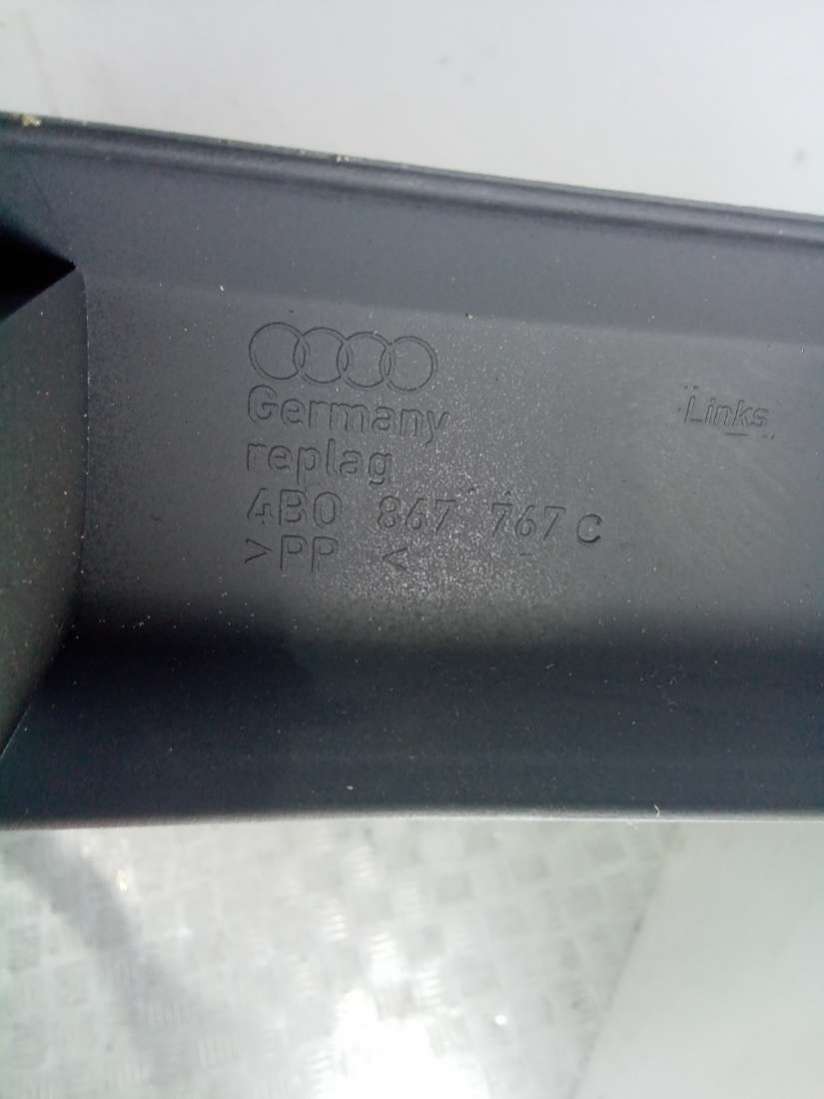 Germany
Links
replag
4B0 867 767 C
>PP <